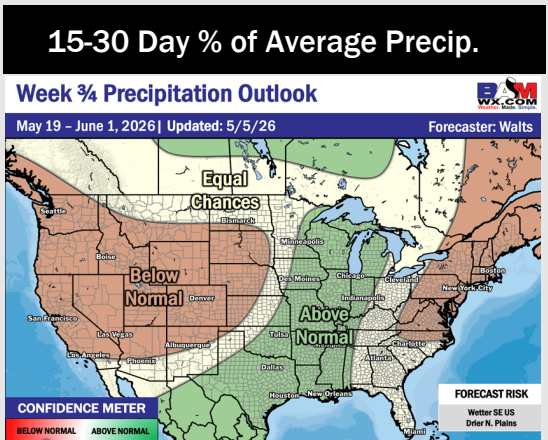 15-30 Day % of Average Precip.
Week ¾ Precipitation Outlook
BAM
WX.COM
Weather. Made. Simple.
May 19 – June 1, 2026| Updated: 5/5/26
Forecaster: Walts
Equal
Chances
Seattle
Bismarck
Minneapolis
Boise
Below
Normal
Des Moines
Chicago
Cleveland
Boston
New York City
Denver
Indianapolis
San Francisco
Above
Normal
Las Vegas
Tulsa
Albuquerque
Charlotte
Los Angeles
Phoenix
Atlanta
Dallas
Houston
New Orleans
Miami
FORECAST RISK
Wetter SE US
Drier N. Plains
CONFIDENCE METER
BELOW NORMAL
ABOVE NORMAL